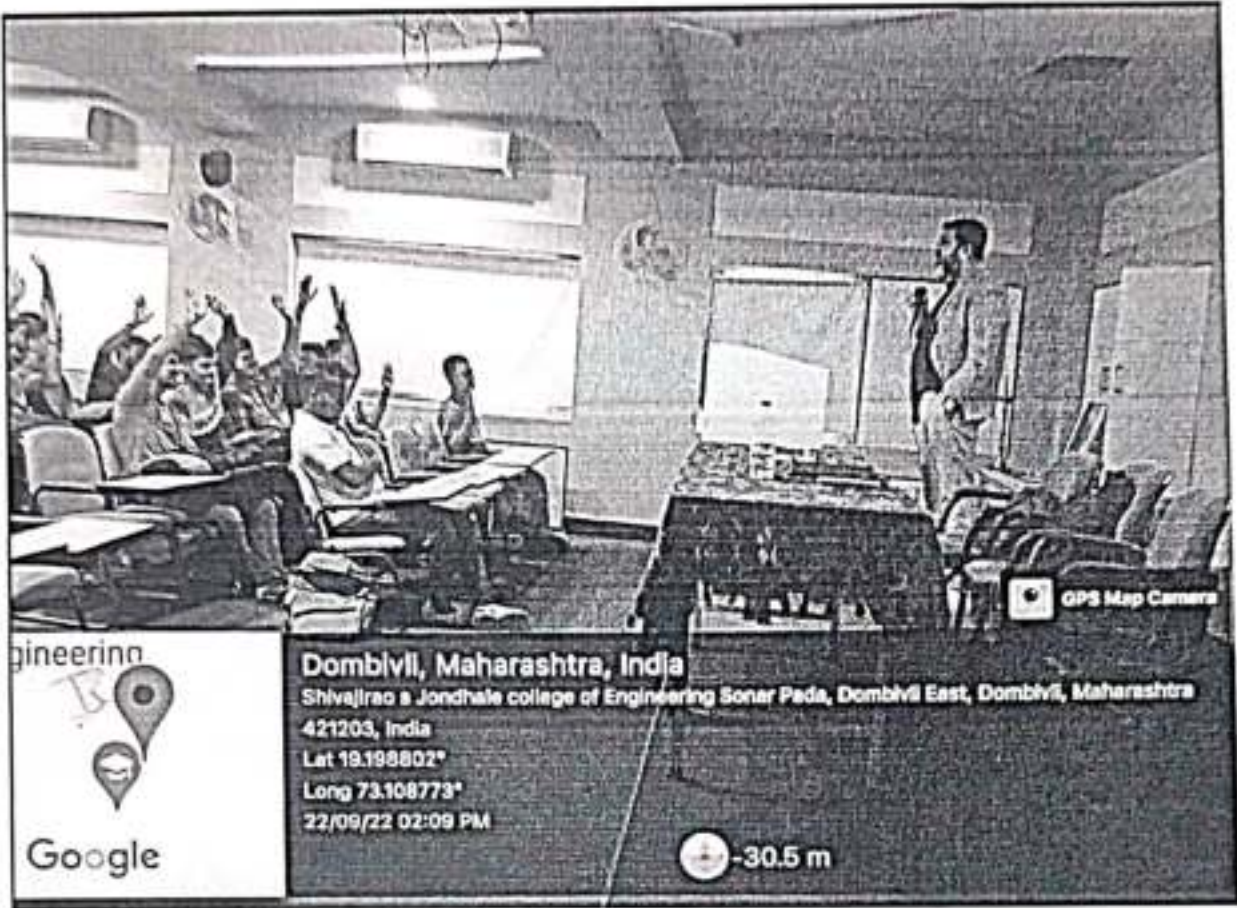 GPS Map Camera
gineering
Dombivli, Maharashtra, India
Shivajirao s Jondhale college of Engineering Sonar Pada, Dombivli East, Dombivli, Maharashtra
421203, India
Lat 19.198802°
Long 73.108773°
22/09/22 02:09 PM
Google
-30.5 m